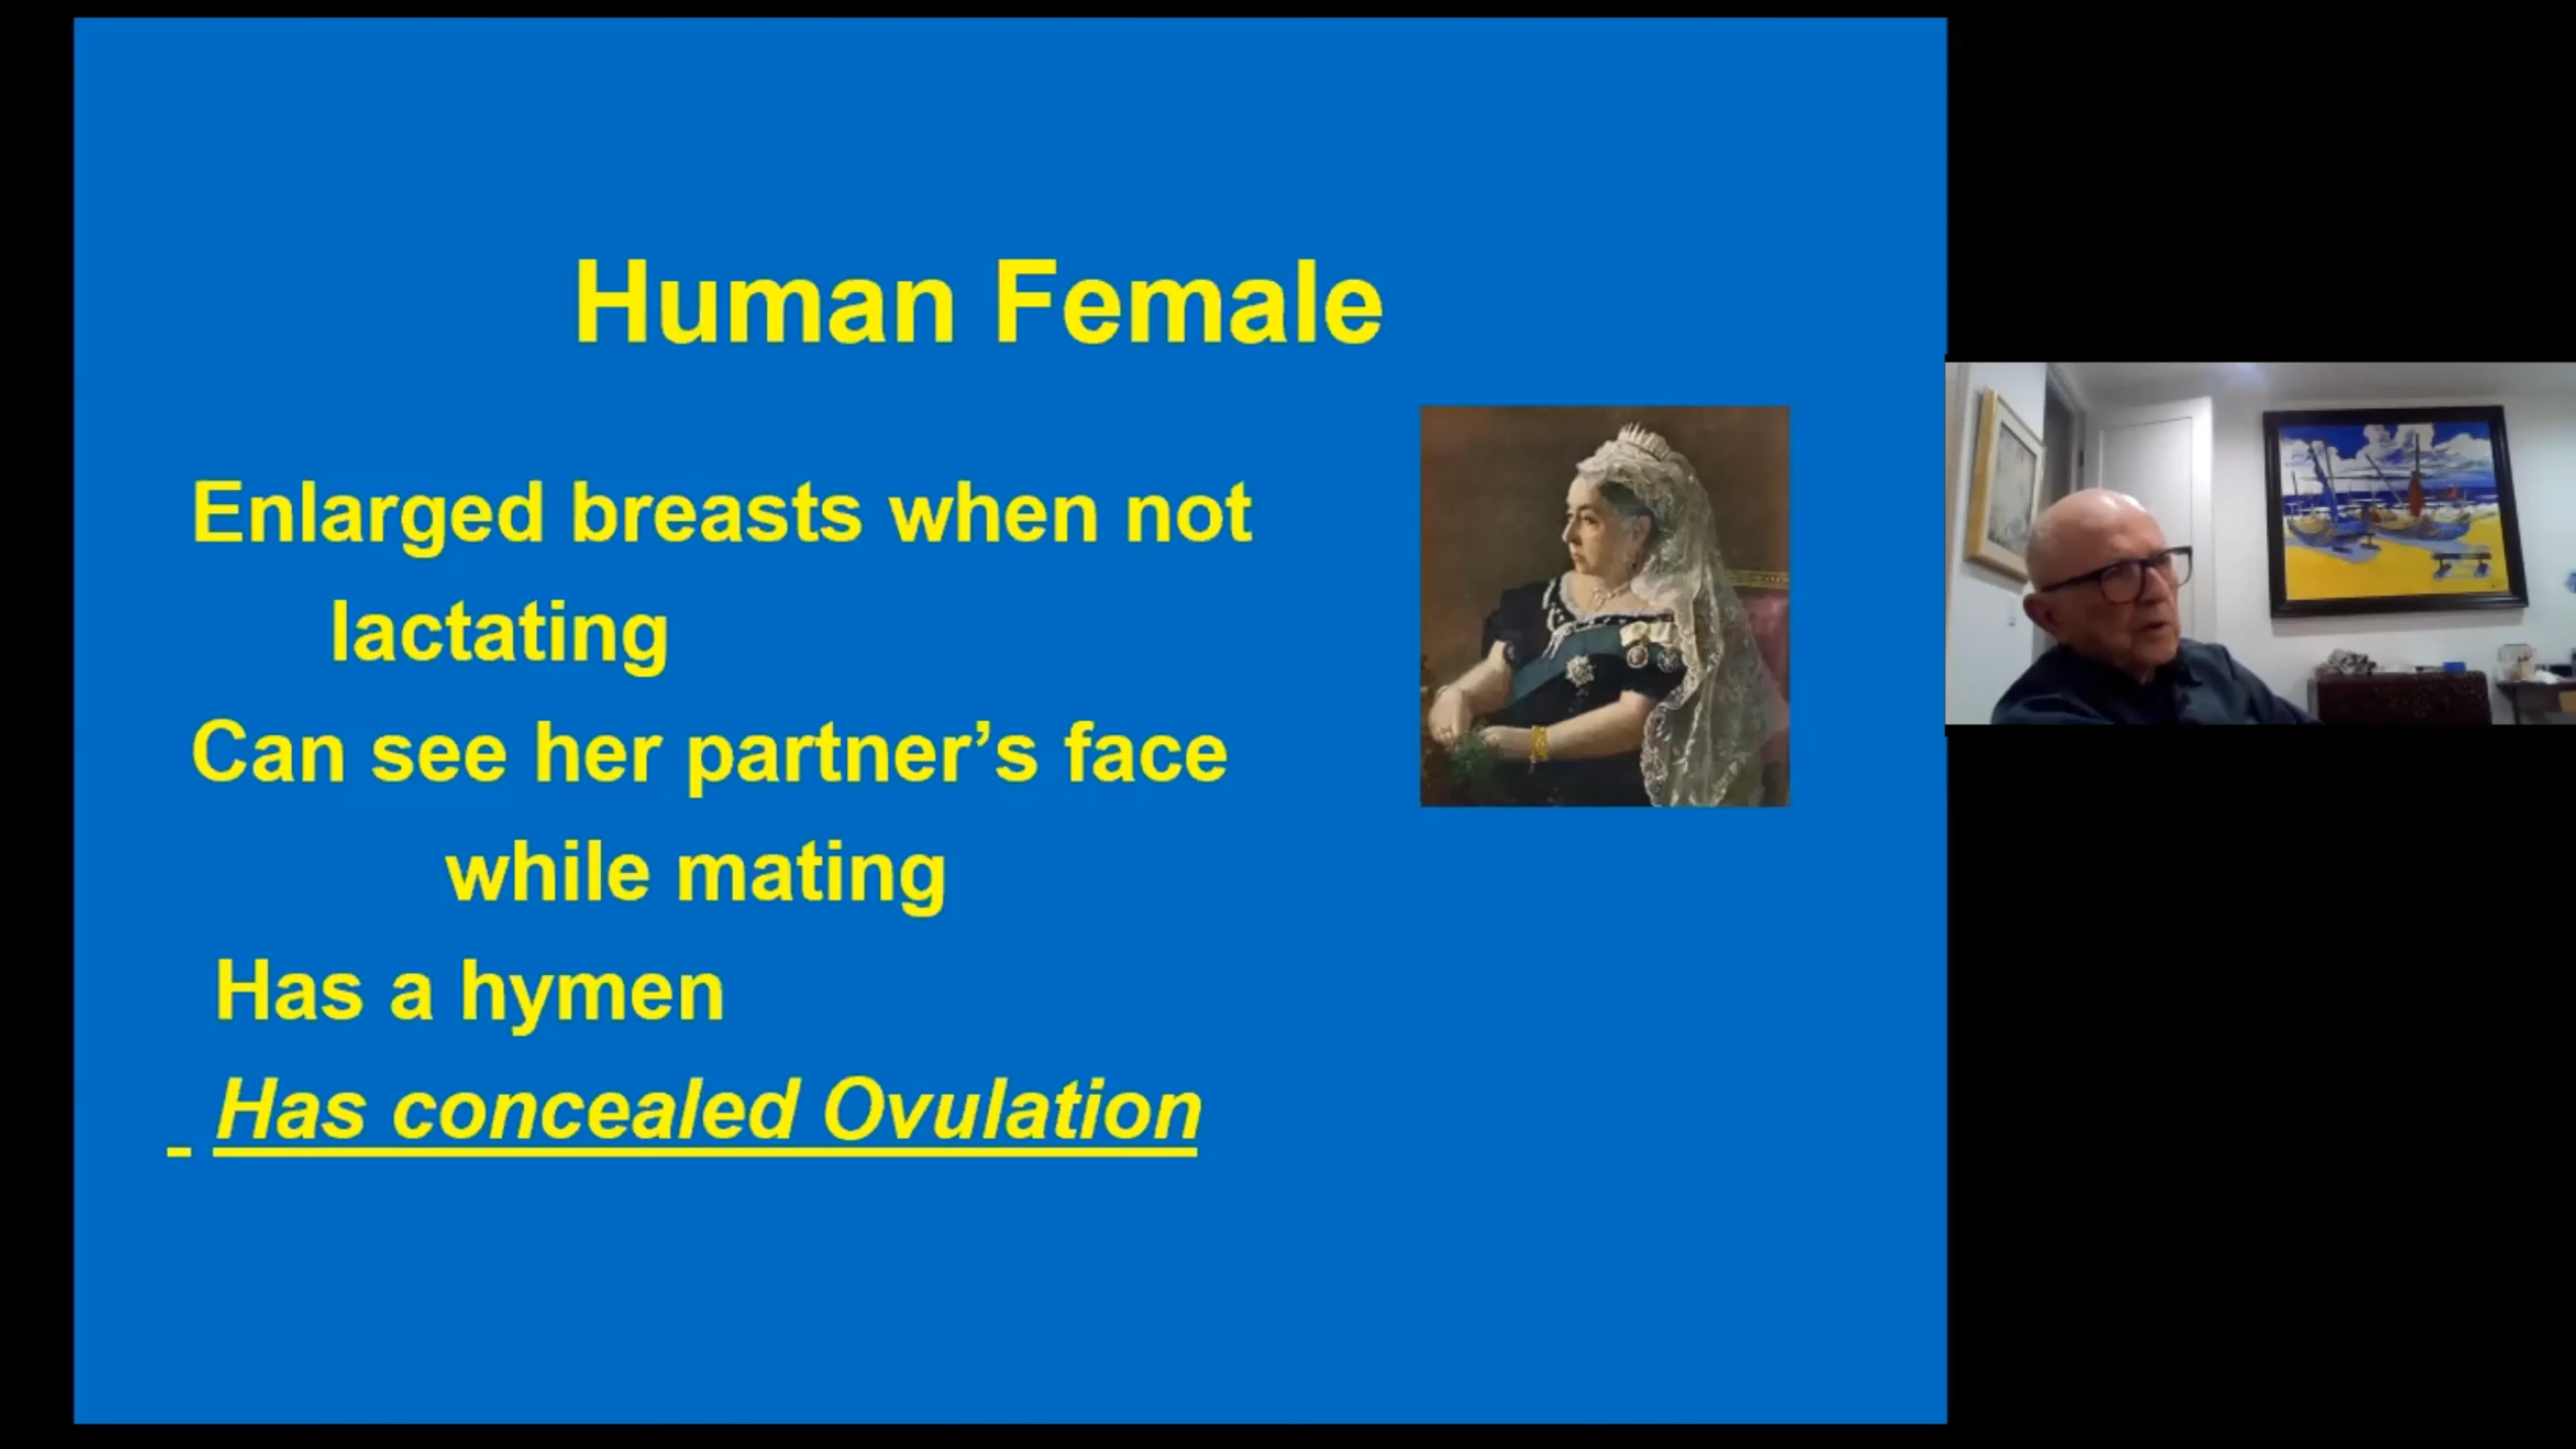 Human Female
Enlarged breasts when not
lactating
Can see her partner’s face
while mating
Has a hymen
Has concealed Ovulation